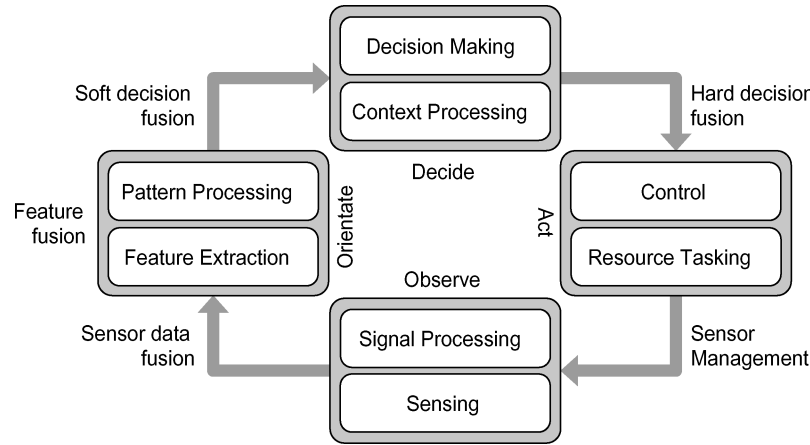 Decision Making
Context Processing
Decide
Soft decision
fusion
Hard decision
fusion
Pattern Processing
Feature Extraction
Feature
fusion
Orientate
Act
Control
Resource Tasking
Observe
Signal Processing
Sensing
Sensor data
fusion
Sensor
Management